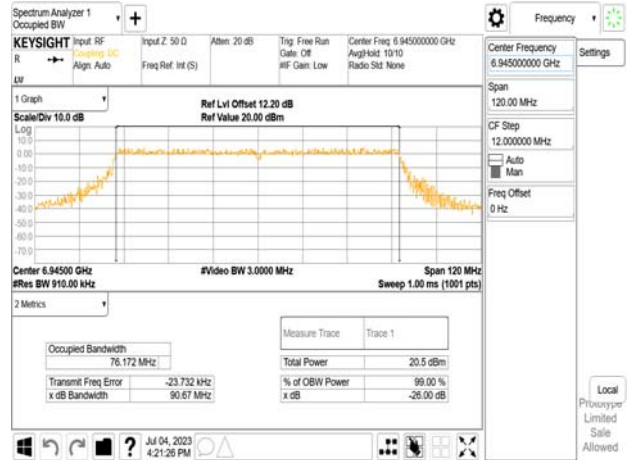 Spectrum Analyzer 1
Occupied BW
Frequency
KEYSIGHT Input: RF Input Z: 50 Ω Atten: 20 dB Trig: Free Run Center Freq: 6.945000000 GHz
R Coupling: DC Gate: Off Avg|Hold: 10/10
Align: Auto Freq Ref: Int (S) #IF Gain: Low Radio Std: None
LXI
Center Frequency
6.945000000 GHz
Settings
Span
120.00 MHz
CF Step
12.000000 MHz
Auto
Man
Freq Offset
0 Hz
1 Graph
Ref Lvl Offset 12.20 dB
Scale/Div 10.0 dB Ref Value 20.00 dBm
Log
10.0
0.00
-10.0
-20.0
-30.0
-40.0
-50.0
-60.0
-70.0
Center 6.94500 GHz #Video BW 3.0000 MHz Span 120 MHz
#Res BW 910.00 kHz Sweep 1.00 ms (1001 pts)
2 Metrics
Measure Trace Trace 1
Occupied Bandwidth
76.172 MHz
Total Power 20.5 dBm
Transmit Freq Error -23.732 kHz % of OBW Power 99.00 %
x dB Bandwidth 90.67 MHz x dB -26.00 dB
Local
Prototype
Limited
Sale
Allowed
?
Jul 04, 2023
4:21:26 PM